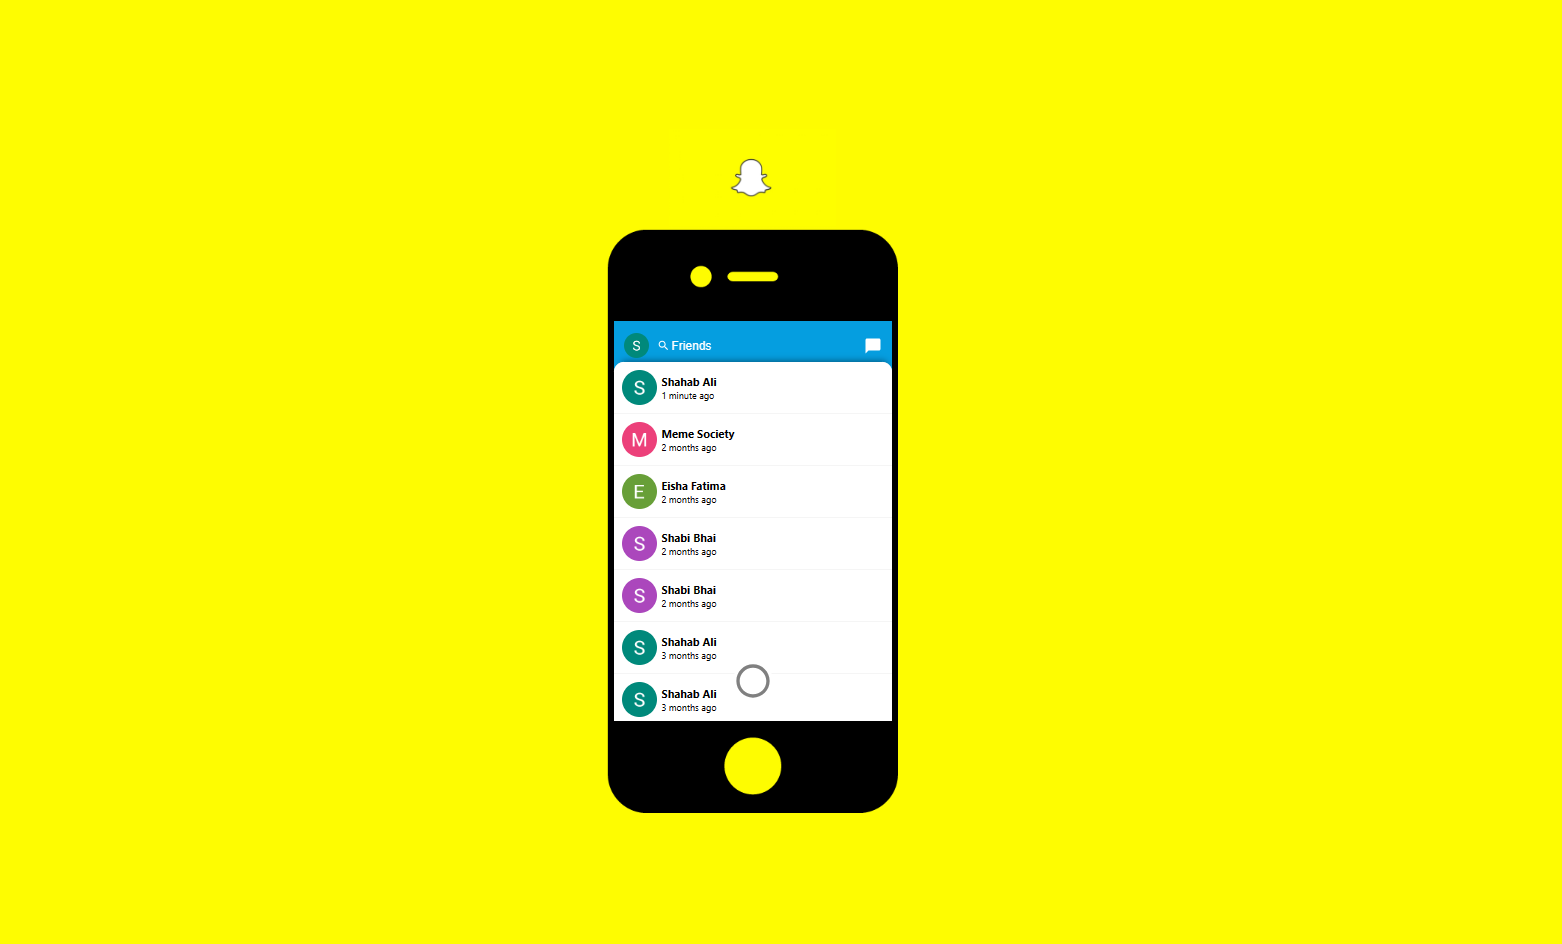 S Friends
S Shahab Ali
1 minute ago
M Meme Society
2 months ago
E Eisha Fatima
2 months ago
S Shabi Bhai
2 months ago
S Shabi Bhai
2 months ago
S Shahab Ali
3 months ago
S Shahab Ali
3 months ago